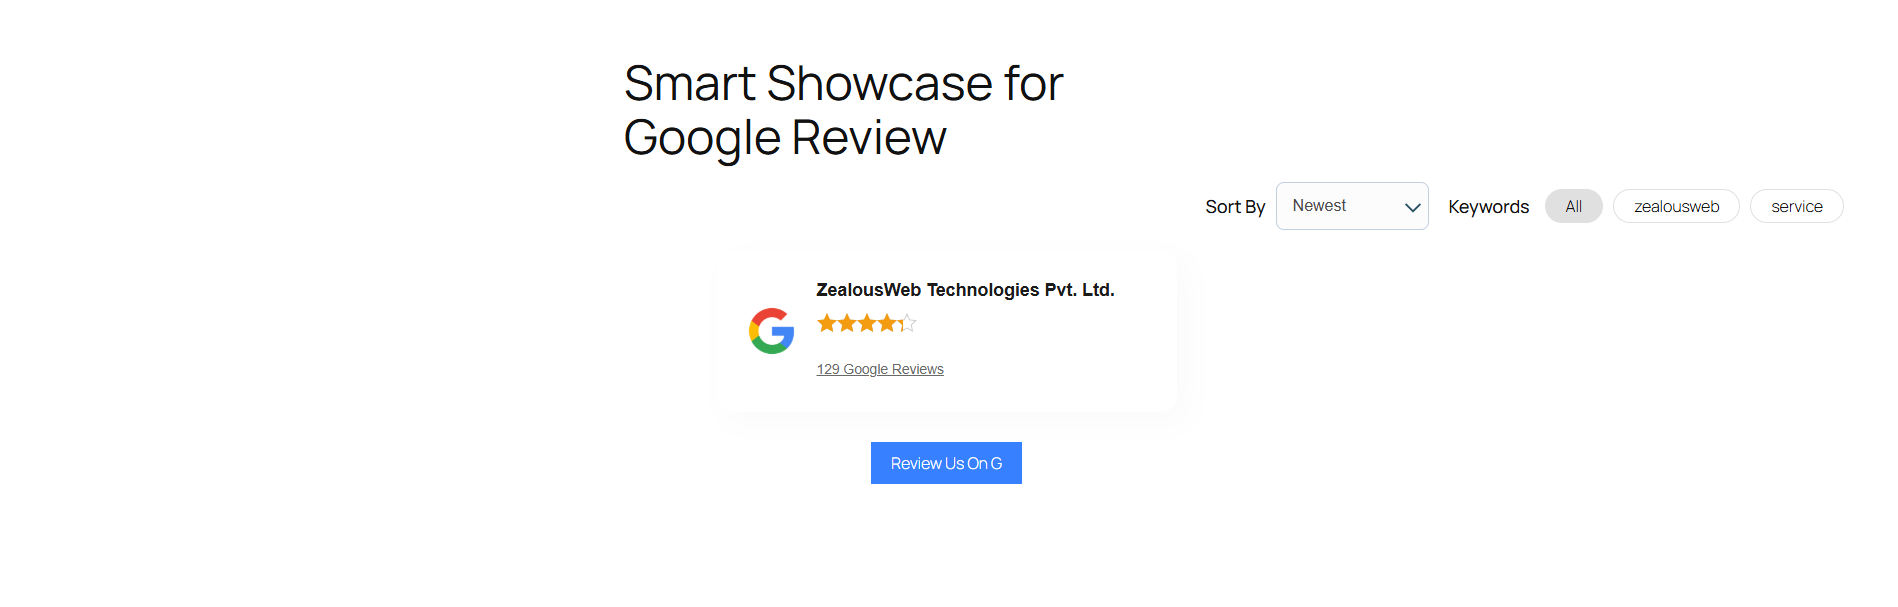 Smart Showcase for
Google Review
Sort By Newest Keywords All zealousweb service
ZealousWeb Technologies Pvt. Ltd.
129 Google Reviews
Review Us On G